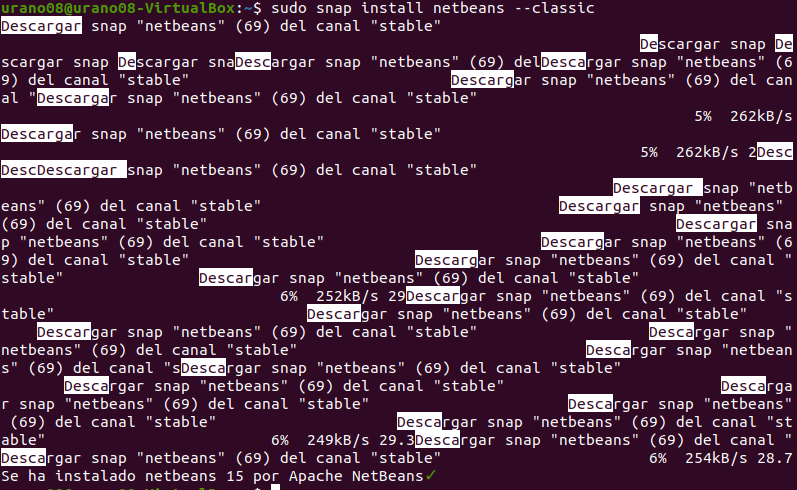 urano08@urano08-VirtualBox:~$ sudo snap install netbeans --classic
Descargar snap "netbeans" (69) del canal "stable"
Descargar snap De
scargar snap Descargar snaDescargar snap "netbeans" (69) delDescargar snap "netbeans" (6
9) del canal "stable" Descargar snap "netbeans" (69) del can
al "Descargar snap "netbeans" (69) del canal "stable"
5% 262kB/s
Descargar snap "netbeans" (69) del canal "stable"
5% 262kB/s 2Desc
DescDescargar snap "netbeans" (69) del canal "stable"
Descargar snap "netb
eans" (69) del canal "stable" Descargar snap "netbeans"
(69) del canal "stable" Descargar sna
p "netbeans" (69) del canal "stable" Descargar snap "netbeans" (6
9) del canal "stable" Descargar snap "netbeans" (69) del canal "
stable" Descargar snap "netbeans" (69) del canal "stable"
6% 252kB/s 29Descargar snap "netbeans" (69) del canal "s
table" Descargar snap "netbeans" (69) del canal "stable"
Descargar snap "netbeans" (69) del canal "stable" Descargar snap "
netbeans" (69) del canal "stable" Descargar snap "netbean
s" (69) del canal "sDescargar snap "netbeans" (69) del canal "stable"
Descargar snap "netbeans" (69) del canal "stable" Descarga
r snap "netbeans" (69) del canal "stable" Descargar snap "netbeans"
(69) del canal "stable" Descargar snap "netbeans" (69) del canal "st
able" 6% 249kB/s 29.3Descargar snap "netbeans" (69) del canal "
Descargar snap "netbeans" (69) del canal "stable" 6% 254kB/s 28.7
Se ha instalado netbeans 15 por Apache NetBeans✓